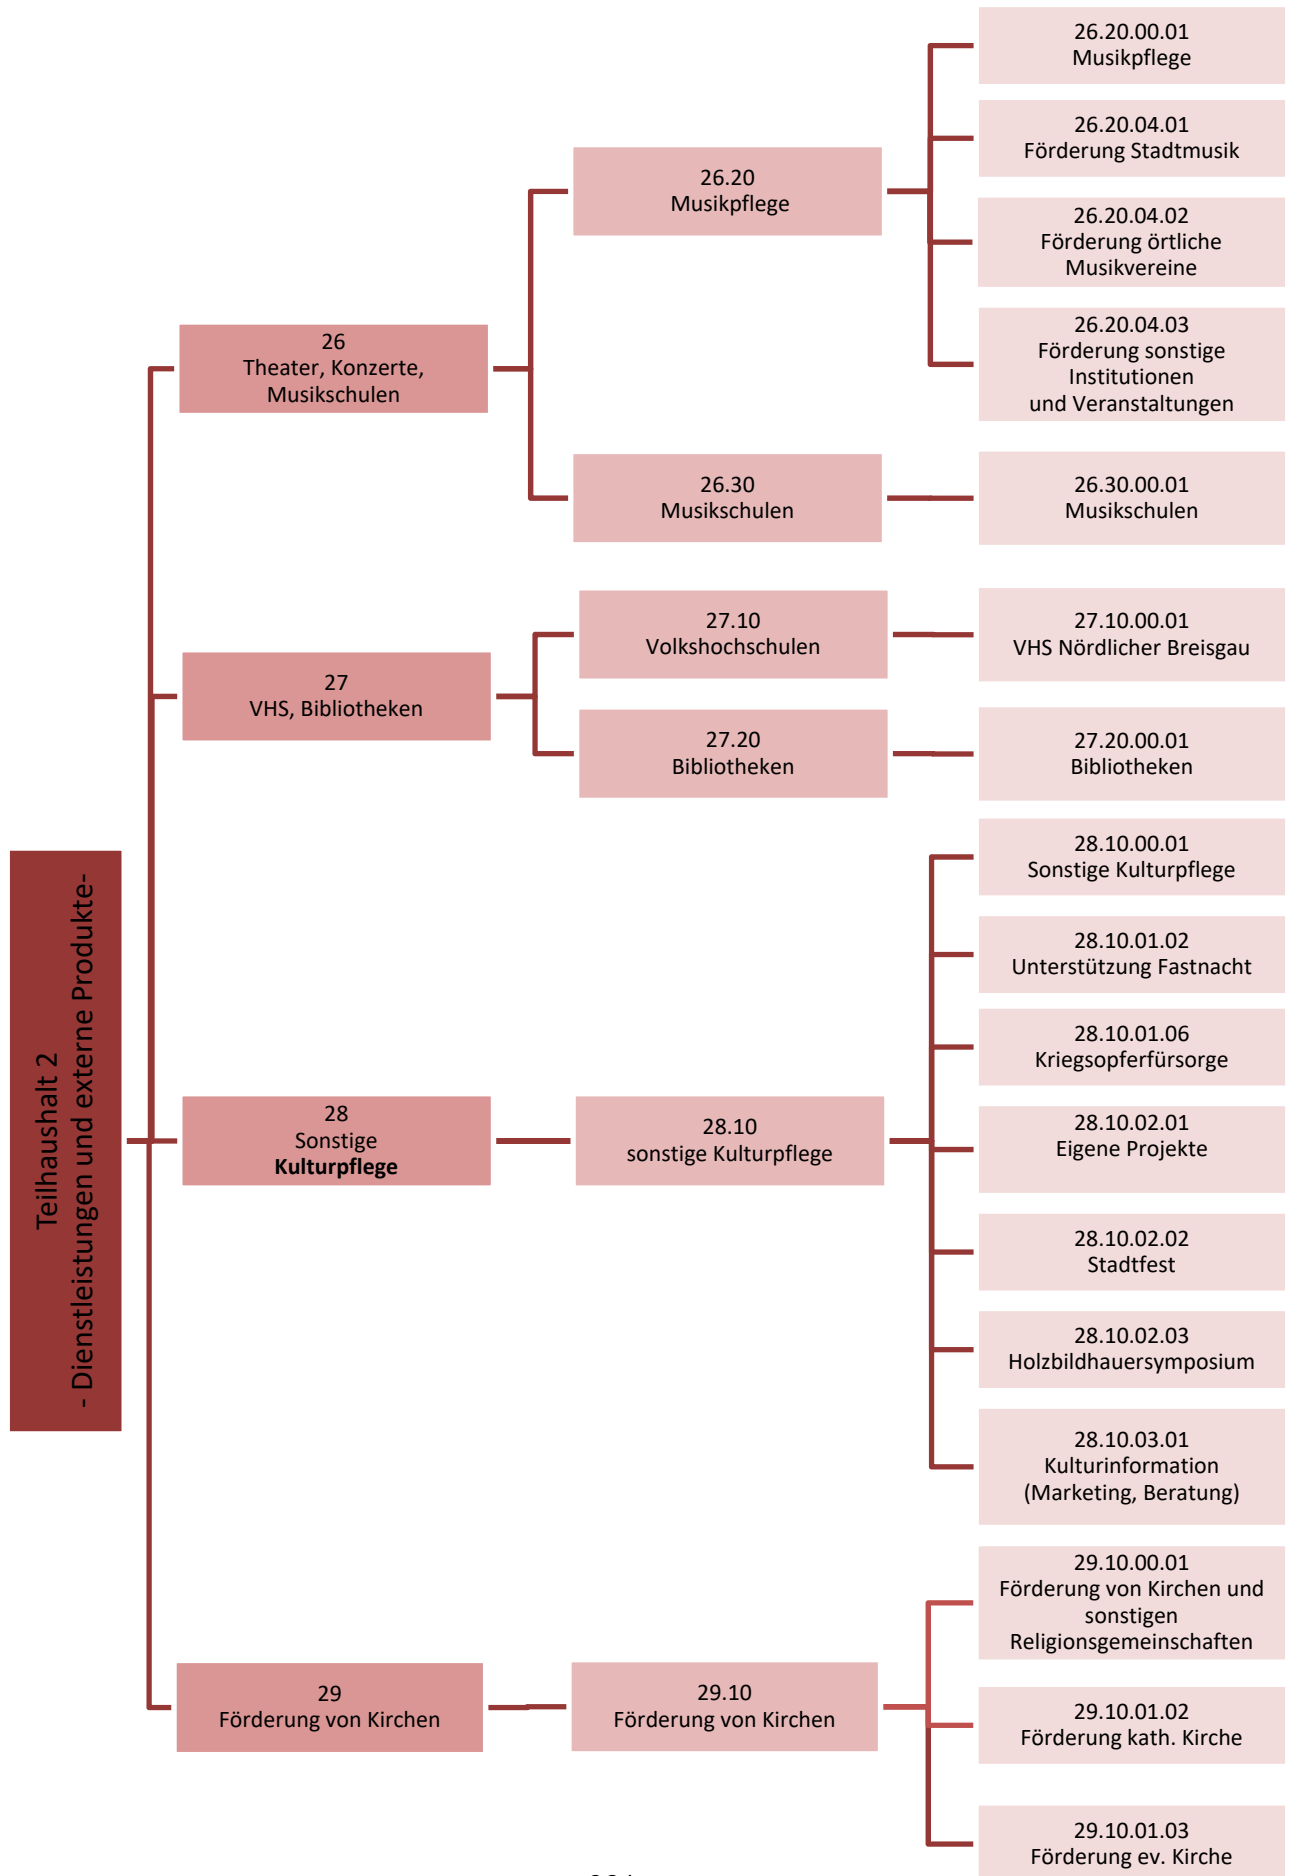 Teilhaushalt 2
- Dienstleistungen und externe Produkte-
26
Theater, Konzerte,
Musikschulen
26.20
Musikpflege
26.20.00.01
Musikpflege
26.20.04.01
Förderung Stadtmusik
26.20.04.02
Förderung örtliche
Musikvereine
26.20.04.03
Förderung sonstige
Institutionen
und Veranstaltungen
26.30
Musikschulen
26.30.00.01
Musikschulen
27
VHS, Bibliotheken
27.10
Volkshochschulen
27.10.00.01
VHS Nördlicher Breisgau
27.20
Bibliotheken
27.20.00.01
Bibliotheken
28
Sonstige
Kulturpflege
28.10
sonstige Kulturpflege
28.10.00.01
Sonstige Kulturpflege
28.10.01.02
Unterstützung Fastnacht
28.10.01.06
Kriegsopferfürsorge
28.10.02.01
Eigene Projekte
28.10.02.02
Stadtfest
28.10.02.03
Holzbildhauersymposium
28.10.03.01
Kulturinformation
(Marketing, Beratung)
29
Förderung von Kirchen
29.10
Förderung von Kirchen
29.10.00.01
Förderung von Kirchen und
sonstigen
Religionsgemeinschaften
29.10.01.02
Förderung kath. Kirche
29.10.01.03
Förderung ev. Kirche